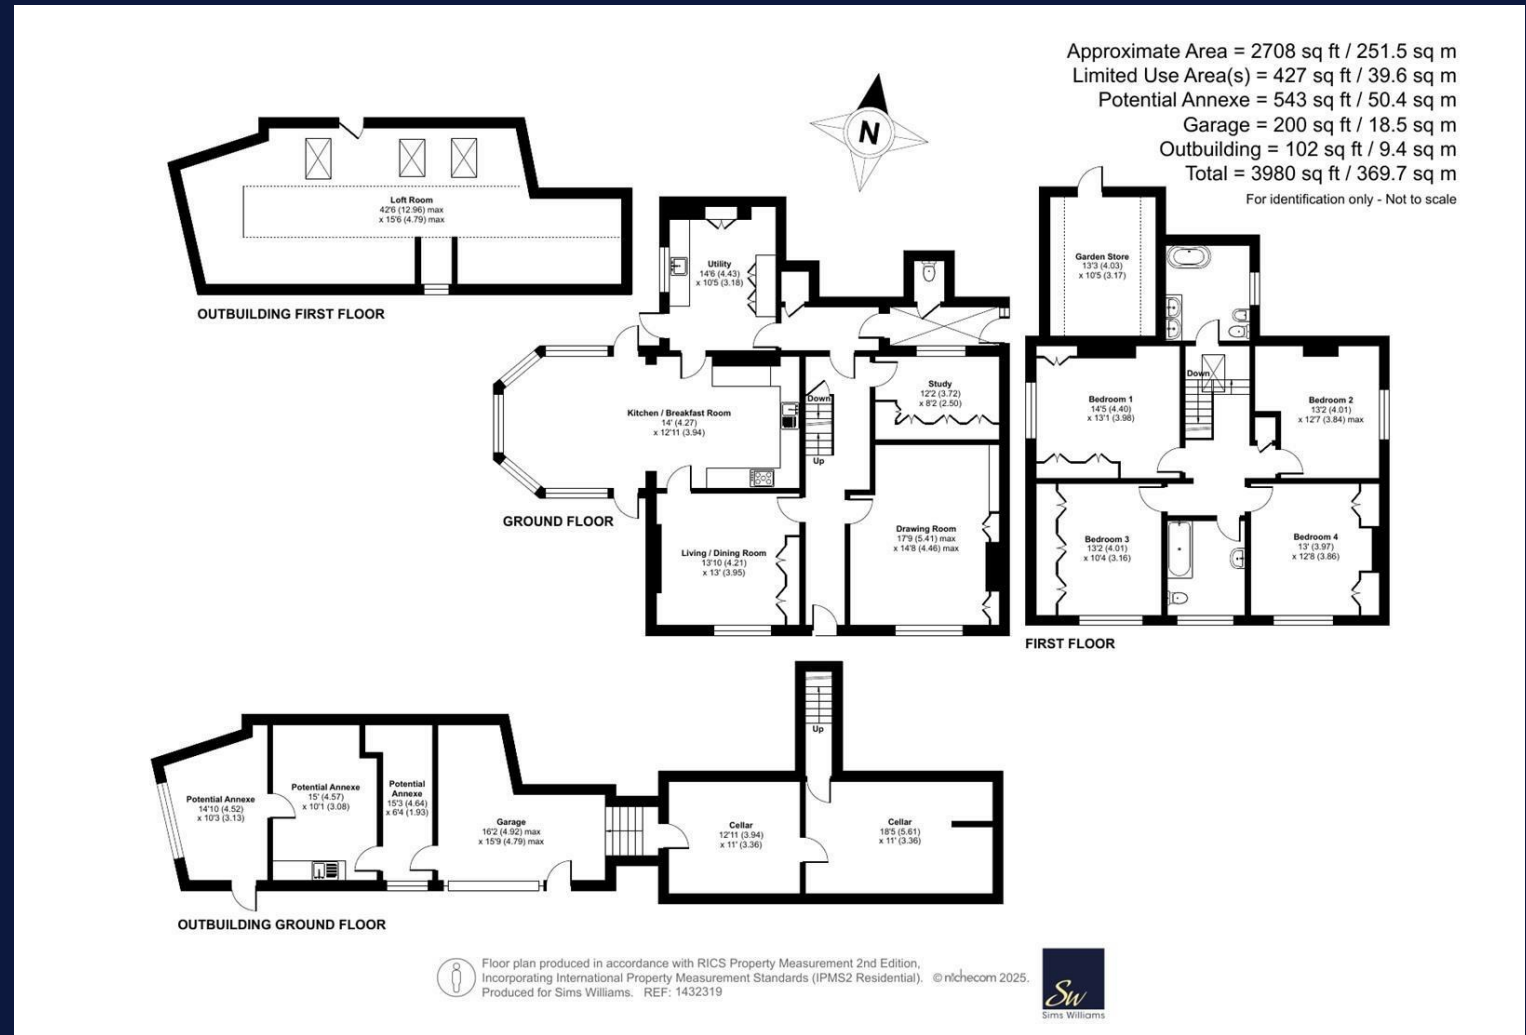 Approximate Area = 2708 sq ft / 251.5 sq m
Limited Use Area(s) = 427 sq ft / 39.6 sq m
Potential Annexe = 543 sq ft / 50.4 sq m
Garage = 200 sq ft / 18.5 sq m
Outbuilding = 102 sq ft / 9.4 sq m
Total = 3980 sq ft / 369.7 sq m
For identification only - Not to scale
N
Loft Room
42'6 (12.96) max
x 15'6 (4.79) max
OUTBUILDING FIRST FLOOR
Utility
14'6 (4.43)
x 10'5 (3.18)
Kitchen / Breakfast Room
14' (4.27)
x 12'11 (3.94)
Down
Up
Study
12'2 (3.72)
x 8'2 (2.50)
GROUND FLOOR
Living / Dining Room
13'10 (4.21)
x 13' (3.95)
Drawing Room
17'9 (5.41) max
x 14'8 (4.46) max
Garden Store
13'3 (4.03)
x 10'5 (3.17)
Down
Bedroom 1
14'5 (4.40)
x 13'1 (3.98)
Bedroom 2
13'2 (4.01)
x 12'7 (3.84) max
Bedroom 3
13'2 (4.01)
x 10'4 (3.16)
Bedroom 4
13' (3.97)
x 12'8 (3.86)
FIRST FLOOR
Potential Annexe
14'10 (4.52)
x 10'3 (3.13)
Potential Annexe
15' (4.57)
x 10'1 (3.08)
Potential
Annexe
15'3 (4.64)
x 6'4 (1.93)
Garage
16'2 (4.92) max
x 15'9 (4.79) max
Up
Cellar
12'11 (3.94)
x 11' (3.36)
Cellar
18'5 (5.61)
x 11' (3.36)
OUTBUILDING GROUND FLOOR
Floor plan produced in accordance with RICS Property Measurement 2nd Edition,
Incorporating International Property Measurement Standards (IPMS2 Residential). © nichecom 2025.
Produced for Sims Williams. REF: 1432319
Sw
Sims Williams